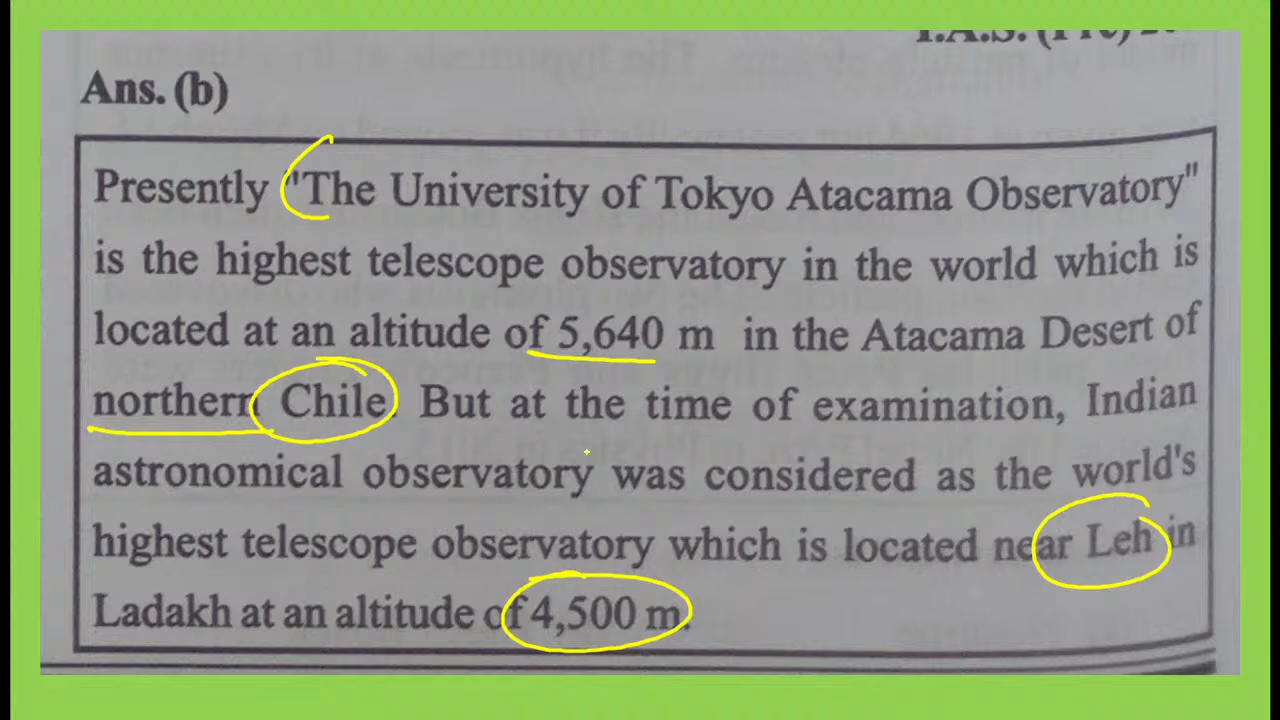 I.A.S. (Pre)
Ans. (b)
Presently "The University of Tokyo Atacama Observatory"
is the highest telescope observatory in the world which is
located at an altitude of 5,640 m in the Atacama Desert of
northern Chile. But at the time of examination, Indian
astronomical observatory was considered as the world's
highest telescope observatory which is located near Leh in
Ladakh at an altitude of 4,500 m.